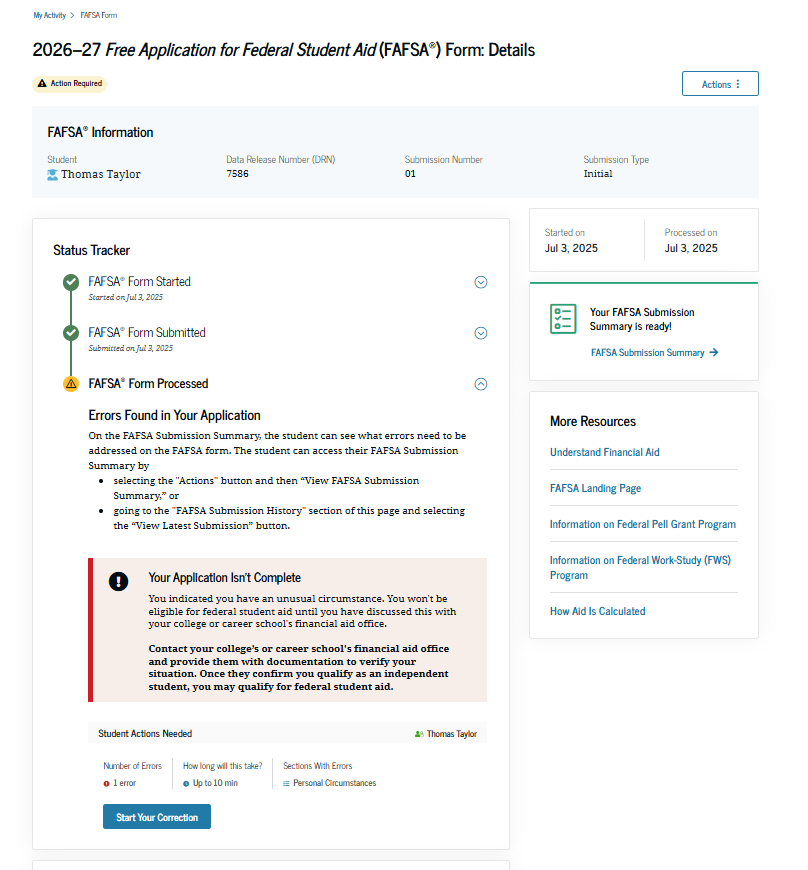 My Activity > FAFSA Form
2026–27 Free Application for Federal Student Aid (FAFSA®) Form: Details
Action Required
Actions
FAFSA® Information
Student
Thomas Taylor
Data Release Number (DRN)
7586
Submission Number
01
Submission Type
Initial
Status Tracker
FAFSA® Form Started
Started on Jul 3, 2025
FAFSA® Form Submitted
Submitted on Jul 3, 2025
FAFSA® Form Processed
Errors Found in Your Application
On the FAFSA Submission Summary, the student can see what errors need to be
addressed on the FAFSA form. The student can access their FAFSA Submission
Summary by
• selecting the "Actions" button and then “View FAFSA Submission
Summary,” or
• going to the "FAFSA Submission History" section of this page and selecting
the “View Latest Submission” button.
Your Application Isn't Complete
You indicated you have an unusual circumstance. You won't be
eligible for federal student aid until you have discussed this with
your college or career school's financial aid office.
Contact your college's or career school's financial aid office
and provide them with documentation to verify your
situation. Once they confirm you qualify as an independent
student, you may qualify for federal student aid.
Student Actions Needed
Thomas Taylor
Number of Errors
1 error
How long will this take?
Up to 10 min
Sections With Errors
Personal Circumstances
Start Your Correction
Started on
Jul 3, 2025
Processed on
Jul 3, 2025
Your FAFSA Submission
Summary is ready!
FAFSA Submission Summary →
More Resources
Understand Financial Aid
FAFSA Landing Page
Information on Federal Pell Grant Program
Information on Federal Work-Study (FWS)
Program
How Aid Is Calculated